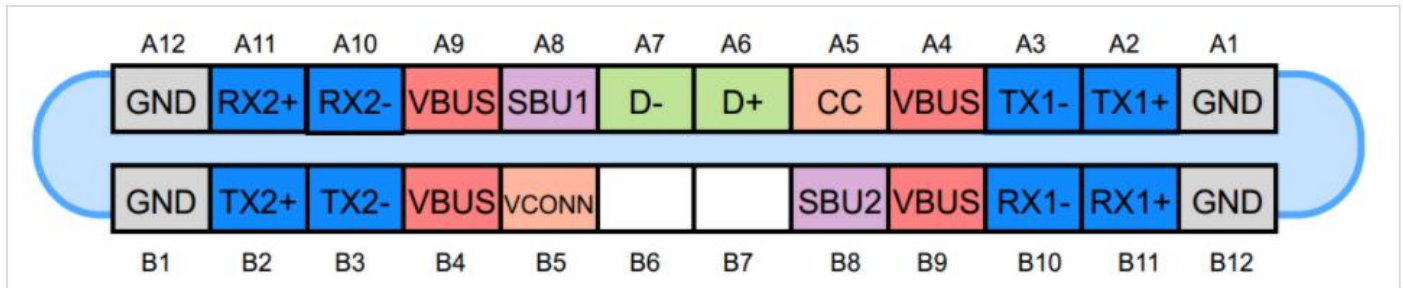 A12 A11 A10 A9 A8 A7 A6 A5 A4 A3 A2 A1
GND RX2+ RX2- VBUS SBU1 D- D+ CC VBUS TX1- TX1+ GND
GND TX2+ TX2- VBUS VCONN SBU2 VBUS RX1- RX1+ GND
B1 B2 B3 B4 B5 B6 B7 B8 B9 B10 B11 B12